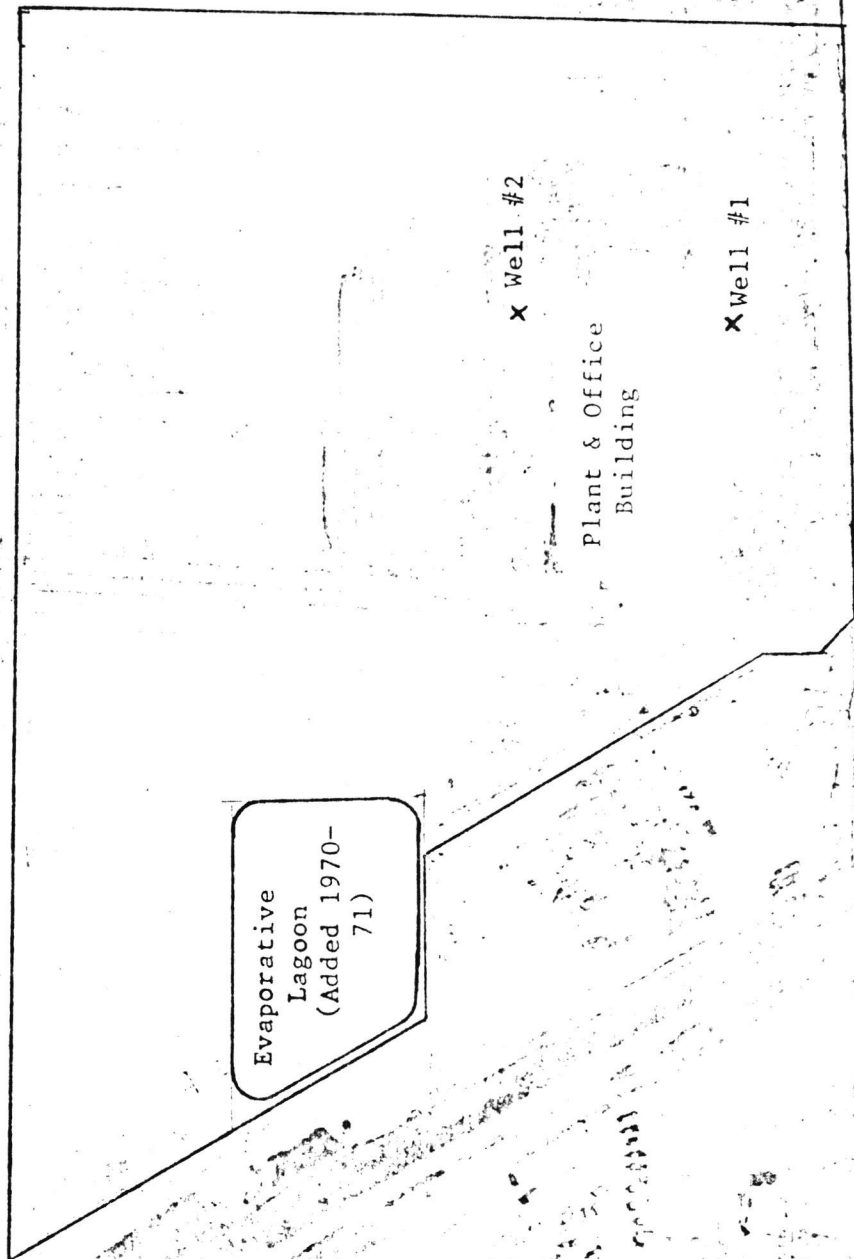 Evaporative
Lagoon
(Added 1970-
71)
x Well #2
Plant & Office
Building
x Well #1